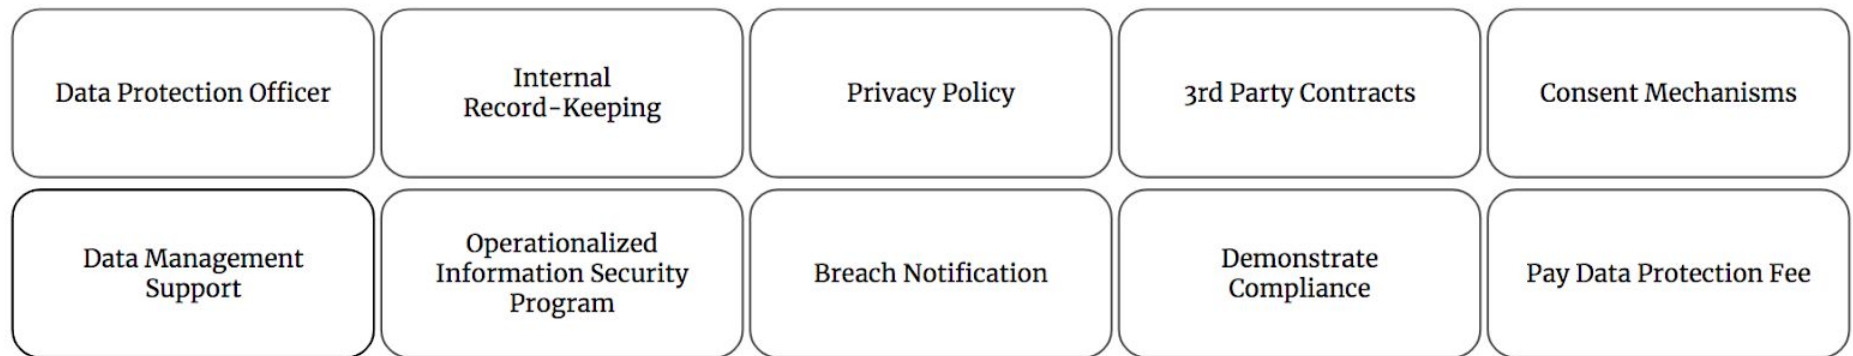 Data Protection Officer
Internal
Record-Keeping
Privacy Policy
3rd Party Contracts
Consent Mechanisms
Data Management
Support
Operationalized
Information Security
Program
Breach Notification
Demonstrate
Compliance
Pay Data Protection Fee